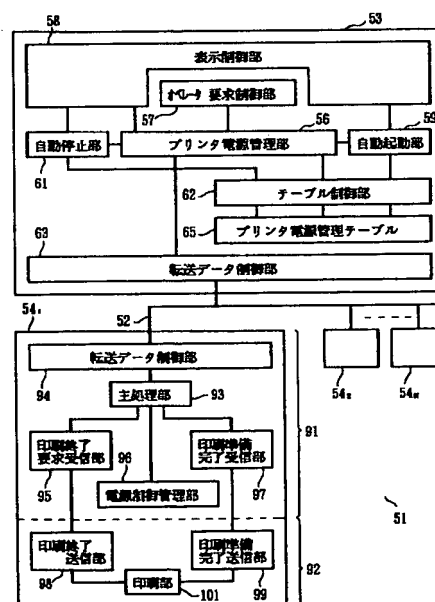 58
53
表示制御部
オペレータ 要求制御部
57
56
59
自動停止部
プリンタ電源管理部
自動起動部
61
62
テーブル制御部
63
65
プリンタ電源管理テーブル
転送データ制御部
54₁
52
転送データ制御部
94
主処理部
93
54₂
54N
91
印刷終了
要求受信部
96
印刷準備
完了受信部
95
電源制御管理部
97
51
印刷終了
送信部
印刷準備
完了送信部
92
98
印刷部
101
99